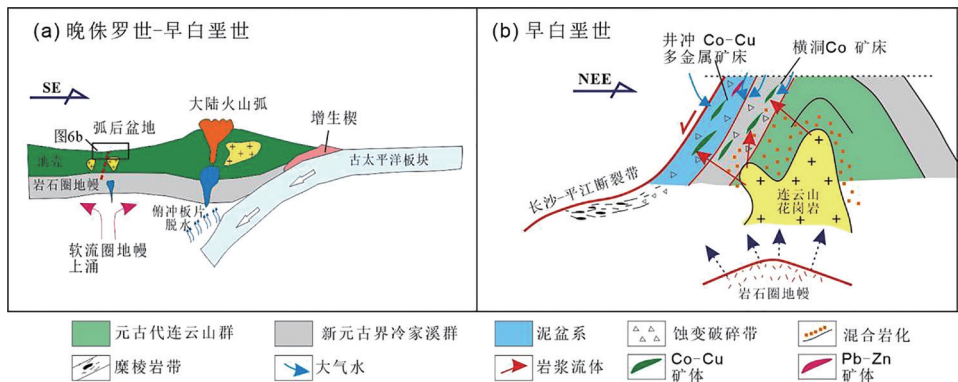 (a) 晚侏罗世-早白垩世
SE
大陆火山弧
图6b
弧后盆地
增生楔
地壳
古太平洋板块
岩石圈地幔
俯冲板片
脱水
软流圈地幔
上涌
(b) 早白垩世
井冲 Co-Cu
多金属矿床
横洞Co 矿床
NEE
长沙-平江断裂带
连云山
花岗岩
岩石圈地幔
元古代连云山群
新元古界冷家溪群
泥盆系
蚀变破碎带
混合岩化
糜棱岩带
大气水
岩浆流体
Co-Cu
矿体
Pb-Zn
矿体